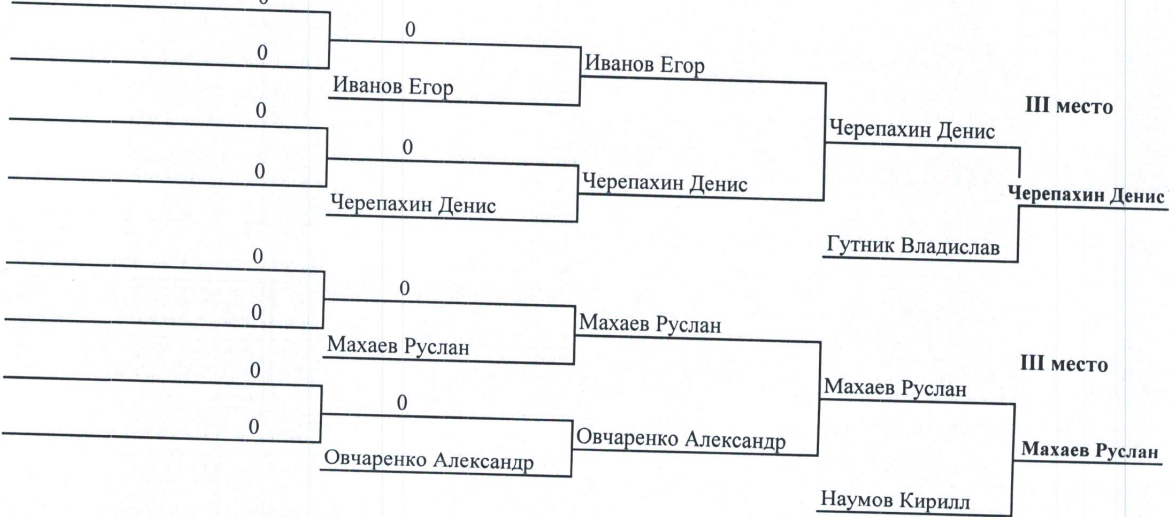 0
0
0
Иванов Егор
Иванов Егор
0
0
0
Черепахин Денис
Черепахин Денис
Черепахин Денис
III место
Черепахин Денис
Гутник Владислав
0
0
0
Махаев Руслан
Махаев Руслан
0
0
0
Овчаренко Александр
Овчаренко Александр
Махаев Руслан
III место
Махаев Руслан
Наумов Кирилл